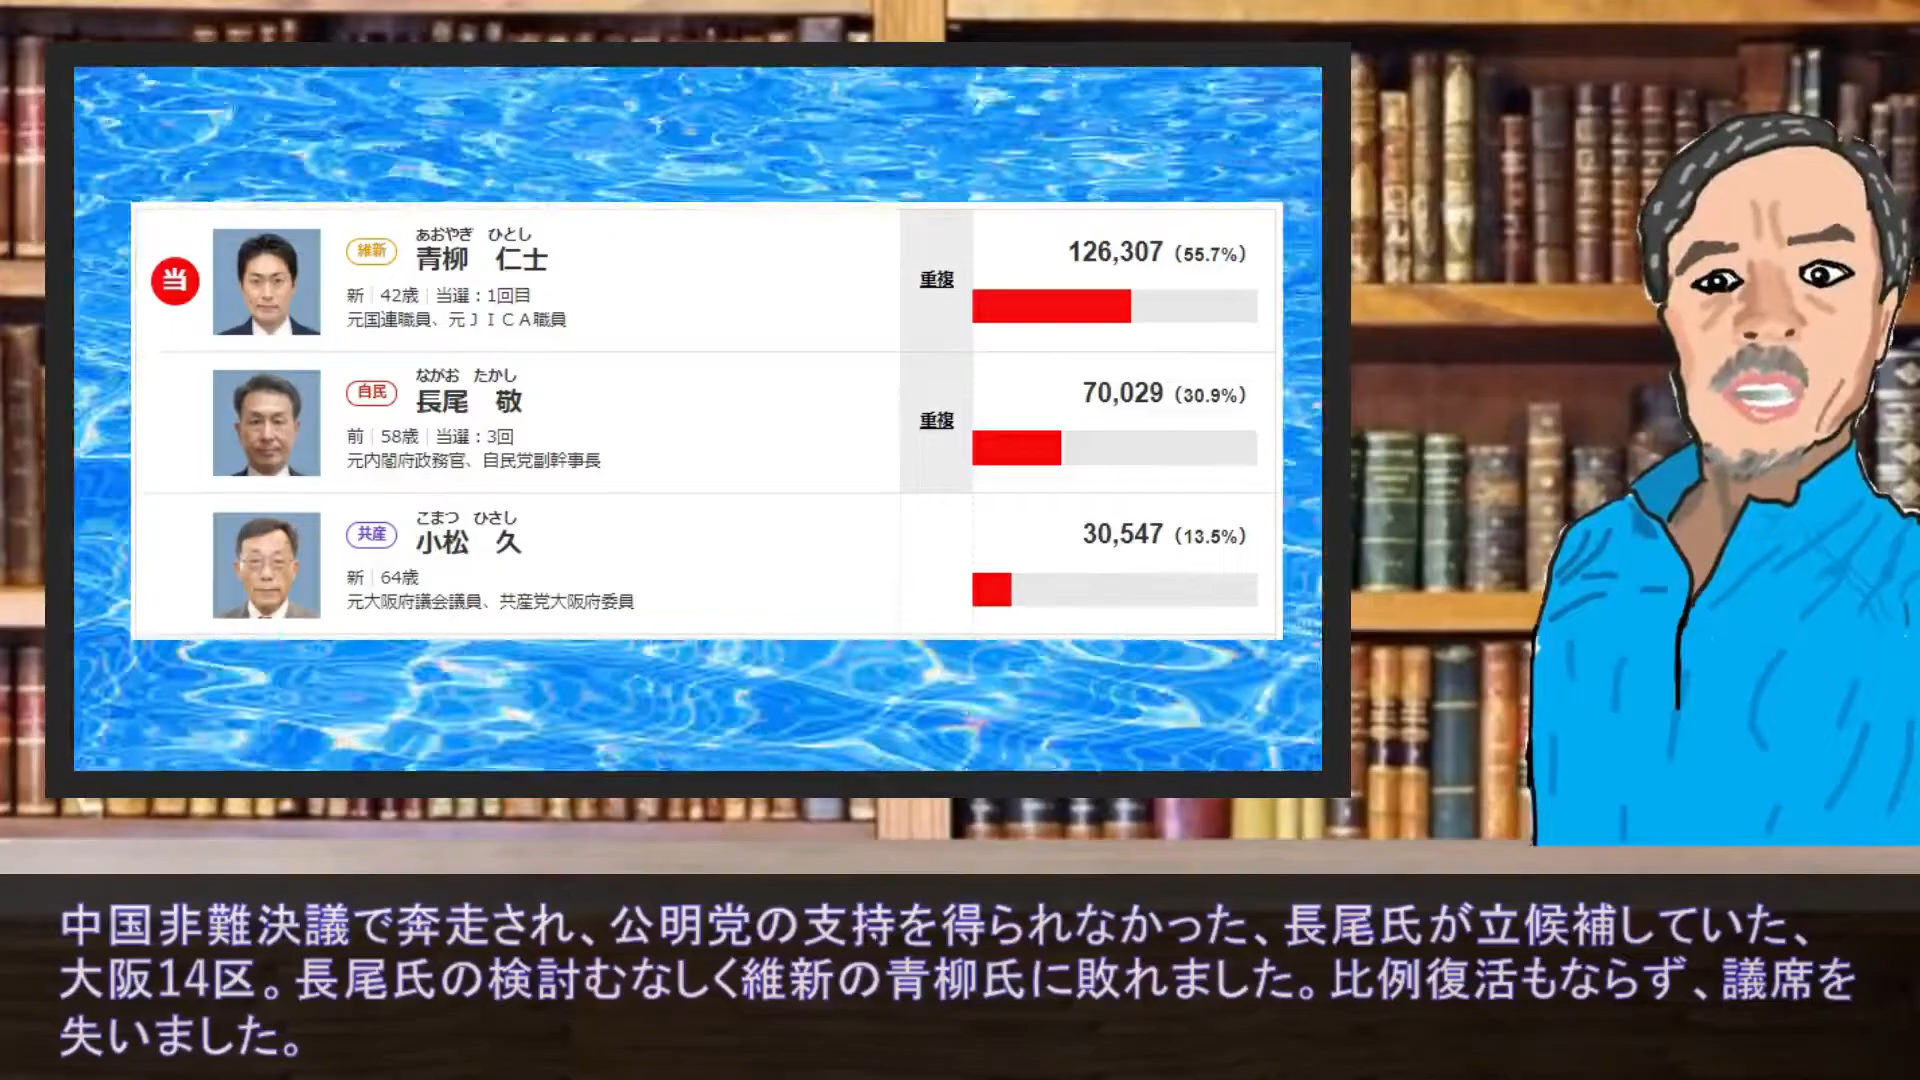 当
維新
あおやぎ ひとし
青柳 仁士
新｜42歳｜当選：1回目
元国連職員、元ＪＩＣＡ職員
重複
126,307 (55.7%)
自民
ながお たかし
長尾 敬
前｜58歳｜当選：3回
元内閣府政務官、自民党副幹事長
重複
70,029 (30.9%)
共産
こまつ ひさし
小松 久
新｜64歳
元大阪府議会議員、共産党大阪府委員
30,547 (13.5%)
中国非難決議で奔走され、公明党の支持を得られなかった、長尾氏が立候補していた、
大阪14区。長尾氏の検討むなしく維新の青柳氏に敗れました。比例復活もならず、議席を
失いました。